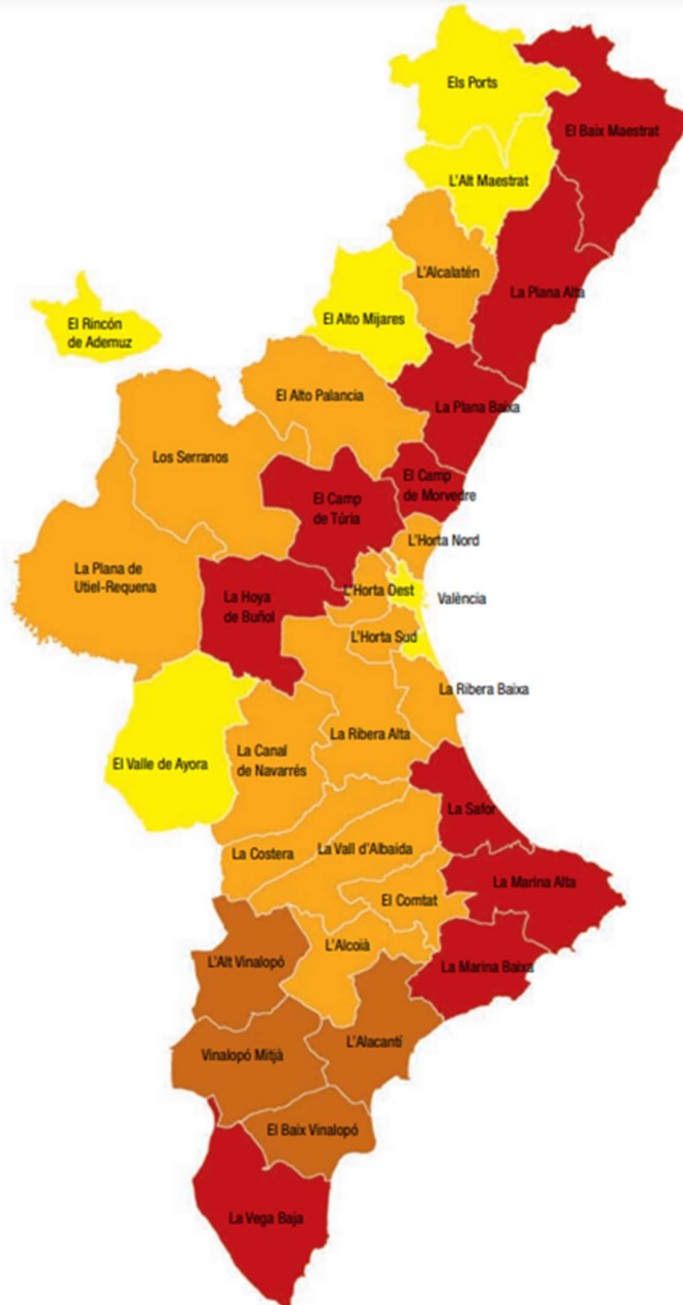 Els Ports
El Baix Maestrat
L'Alt Maestrat
L'Alcalatén
La Plana Alta
El Alto Mijares
El Rincón
de Ademuz
El Alto Palancia
La Plana Baixa
Los Serranos
El Camp
de Morvedre
El Camp
de Túria
L'Horta Nord
La Plana de
Utiel-Requena
L'Horta Oest
La Hoya
de Buñol
València
L'Horta Sud
La Ribera Baixa
La Ribera Alta
La Canal
de Navarrés
El Valle de Ayora
La Safor
La Vall d'Albaida
La Costera
La Marina Alta
El Comtat
L'Alcoià
L'Alt Vinalopó
La Marina Baixa
L'Alacantí
Vinalopó Mitjà
El Baix Vinalopó
La Vega Baja